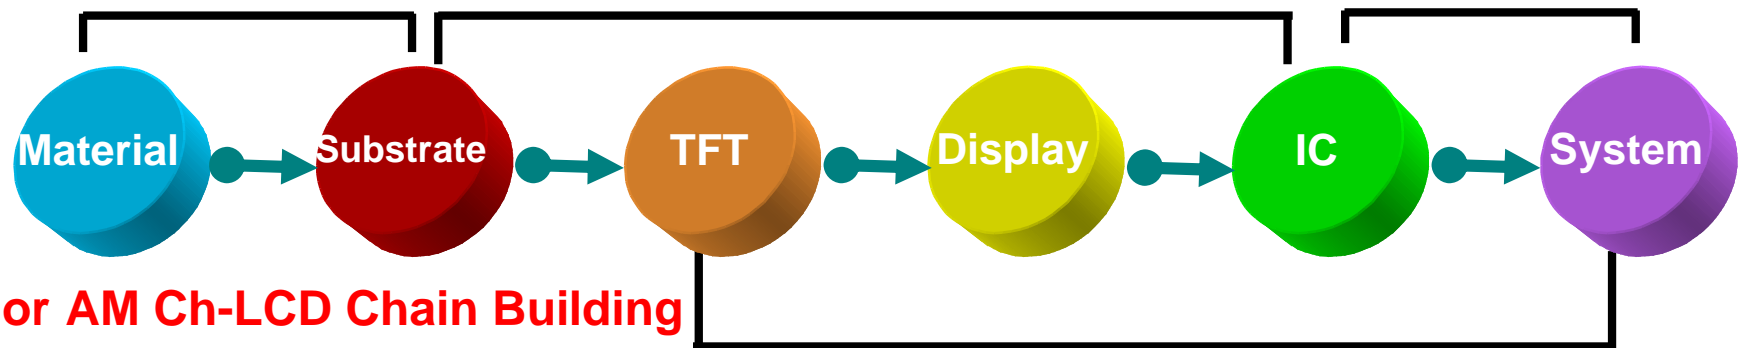 Material
Substrate
TFT
Display
IC
System
or AM Ch-LCD Chain Building